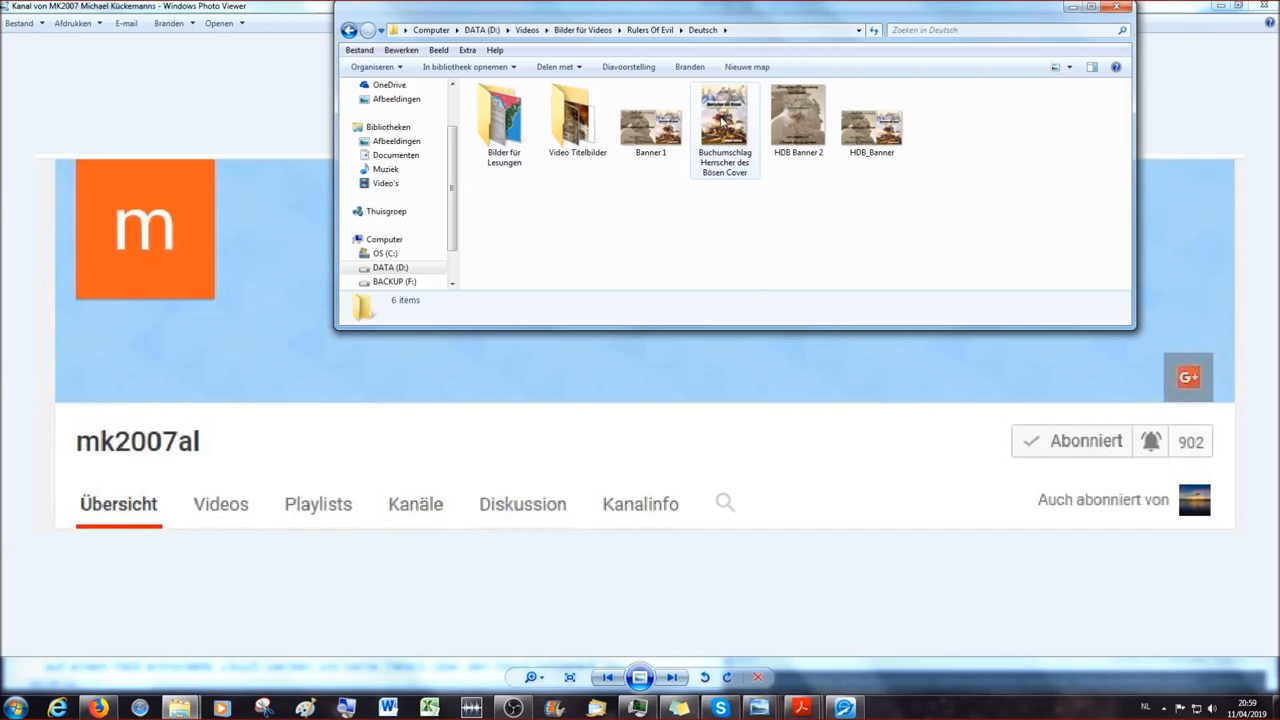 Kanal von MK2007 Michael Kückemanns - Windows Photo Viewer
Bestand Afdrukken E-mail Branden Openen
Computer DATA (D:) Videos Bilder für Videos Rulers Of Evil Deutsch
Zoeken in Deutsch
Bestand Bewerken Beeld Extra Help
Organiseren In bibliotheek opnemen Delen met Diavoorstelling Branden Nieuwe map
OneDrive
Afbeeldingen
Bibliotheken
Afbeeldingen
Documenten
Muziek
Video's
Thuisgroep
Computer
OS (C:)
DATA (D:)
BACKUP (F:)
Bilder für Lesungen
Video Titelbilder
Banner 1
Buchumschlag Herrscher des Bösen Cover
HDB Banner 2
HDB_Banner
6 items
m
G+
mk2007al
Abonniert 902
Übersicht Videos Playlists Kanäle Diskussion Kanalinfo
Auch abonniert von
NL
20:59
11/04/2019